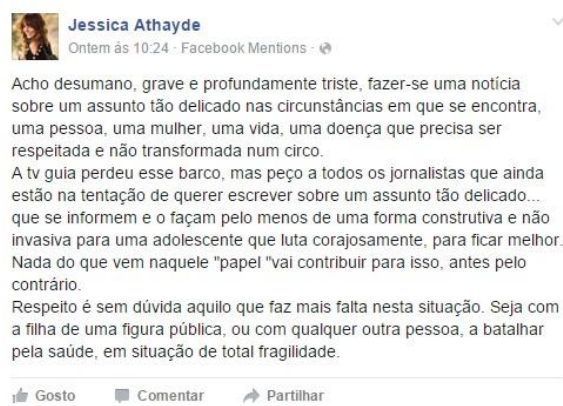 Jessica Athayde
Ontem às 10:24 · Facebook Mentions ·
Acho desumano, grave e profundamente triste, fazer-se uma notícia
sobre um assunto tão delicado nas circunstâncias em que se encontra,
uma pessoa, uma mulher, uma vida, uma doença que precisa ser
respeitada e não transformada num circo.
A tv guia perdeu esse barco, mas peço a todos os jornalistas que ainda
estão na tentação de querer escrever sobre um assunto tão delicado...
que se informem e o façam pelo menos de uma forma construtiva e não
invasiva para uma adolescente que luta corajosamente, para ficar melhor.
Nada do que vem naquele "papel "vai contribuir para isso, antes pelo
contrário.
Respeito é sem dúvida aquilo que faz mais falta nesta situação. Seja com
a filha de uma figura pública, ou com qualquer outra pessoa, a batalhar
pela saúde, em situação de total fragilidade.
Gosto Comentar Partilhar